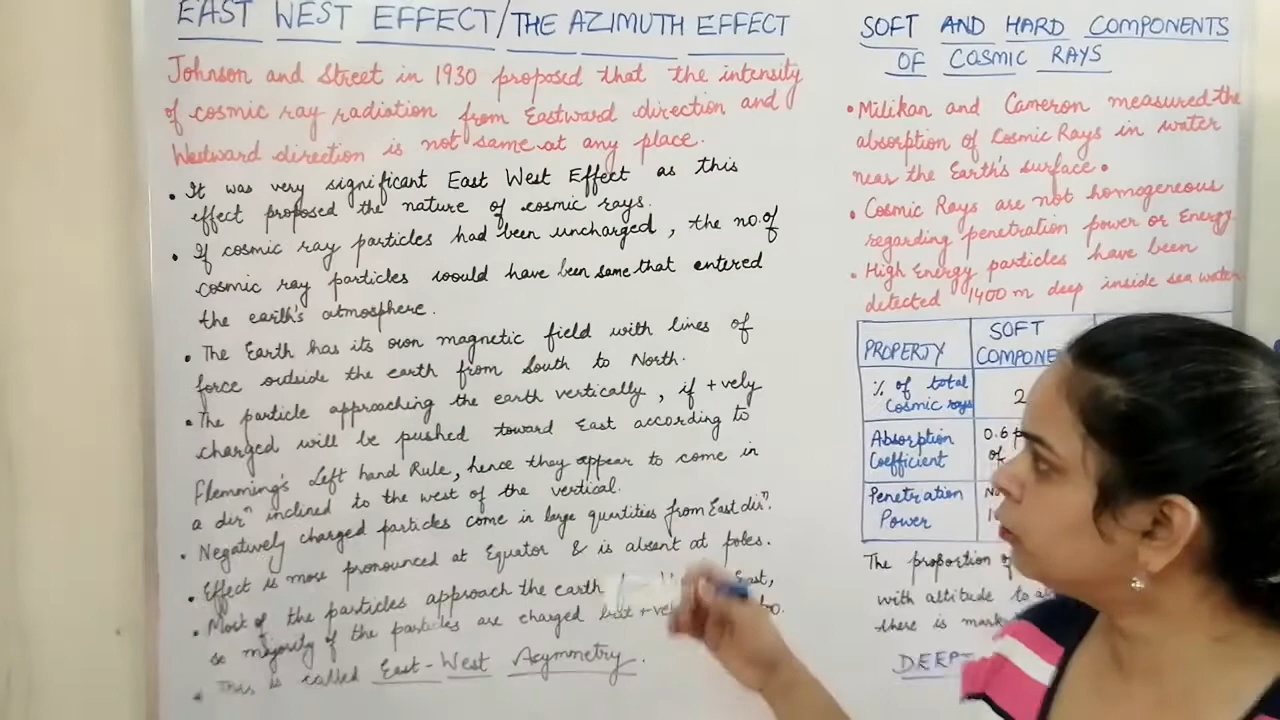 EAST WEST EFFECT/THE AZIMUTH EFFECT
Johnson and Street in 1930 proposed that the intensity
of cosmic ray radiation from Eastward direction and
Westward direction is not same at any place.
• It was very significant East West Effect as this
effect proposed the nature of cosmic rays.
• If cosmic ray particles had been uncharged, the no. of
cosmic ray particles would have been same that entered
the earth's atmosphere.
• The Earth has its own magnetic field with lines of
force outside the earth from South to North.
• The particle approaching the earth vertically, if +vely
charged will be pushed toward East according to
Flemming's Left hand Rule, hence they appear to come in
a dirⁿ inclined to the west of the vertical.
• Negatively charged particles come in large quantities from East dirⁿ.
• Effect is more pronounced at Equator & is absent at poles.
• Most of the particles approach the earth East,
so majority of the particles are charged but +vely
• This is called East-West Asymmetry.
SOFT AND HARD COMPONENTS
OF COSMIC RAYS
• Milikan and Cameron measured the
absorption of Cosmic Rays in water
near the Earth's surface.
• Cosmic Rays are not homogeneous
regarding penetration power or Energy
• High Energy particles have been
detected 1400 m deep inside sea water.
PROPERTY
SOFT
% of total
Cosmic rays
2
Absorption
Coefficient
0.6
of
Penetration
Power
The proportion of
with altitude to
there is